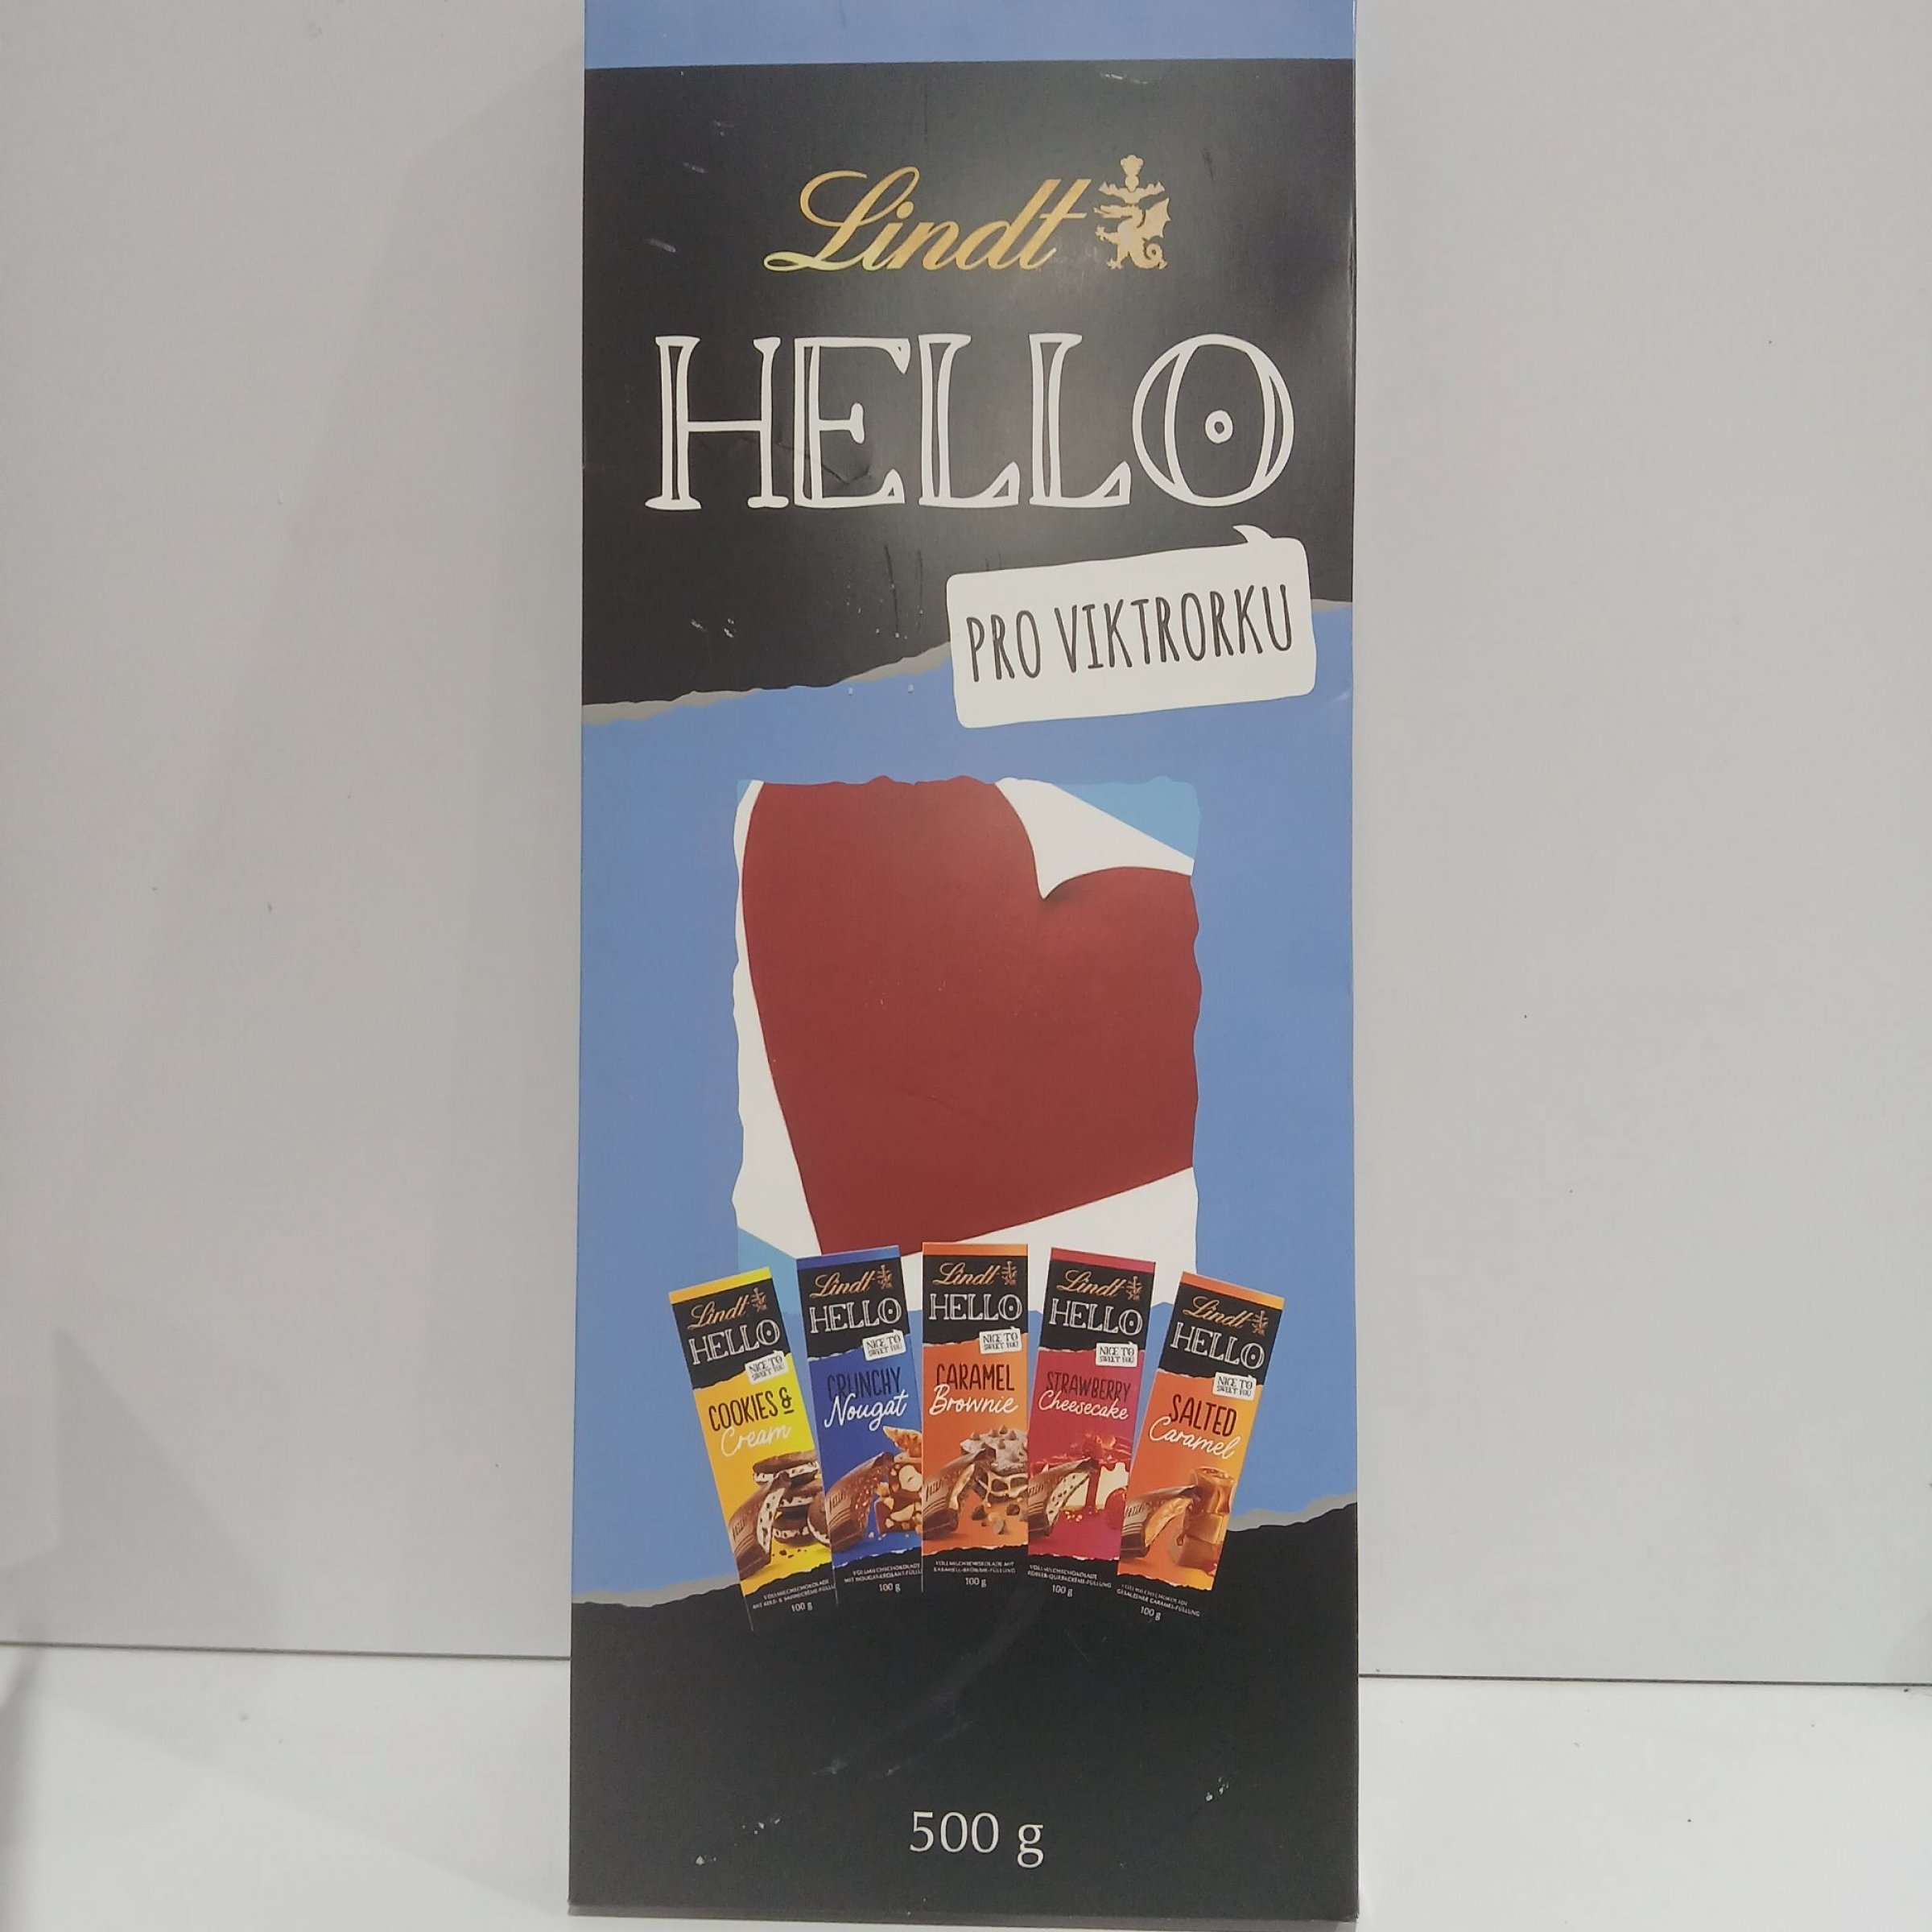 Lindt
HELLO
PRO VIKTRORKU
Lindt
HELLO
NICE TO
SWEET YOU
COOKIES &
Cream
100 g
Lindt
HELLO
NICE TO
SWEET YOU
CRUNCHY
Nougat
100 g
Lindt
HELLO
NICE TO
SWEET YOU
CARAMEL
Brownie
100 g
Lindt
HELLO
NICE TO
SWEET YOU
STRAWBERRY
Cheesecake
100 g
Lindt
HELLO
NICE TO
SWEET YOU
SALTED
Caramel
100 g
500 g